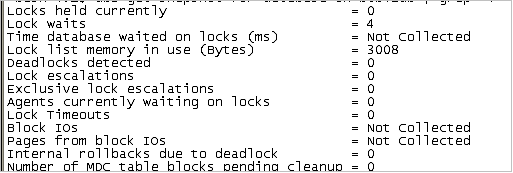 Locks held currently = 0
Lock waits = 4
Time database waited on locks (ms) = Not Collected
Lock list memory in use (Bytes) = 3008
Deadlocks detected = 0
Lock escalations = 0
Exclusive lock escalations = 0
Agents currently waiting on locks = 0
Lock Timeouts = 0
Block IOs = Not Collected
Pages from block IOs = Not Collected
Internal rollbacks due to deadlock = 0
Number of MDC table blocks pending cleanup = 0